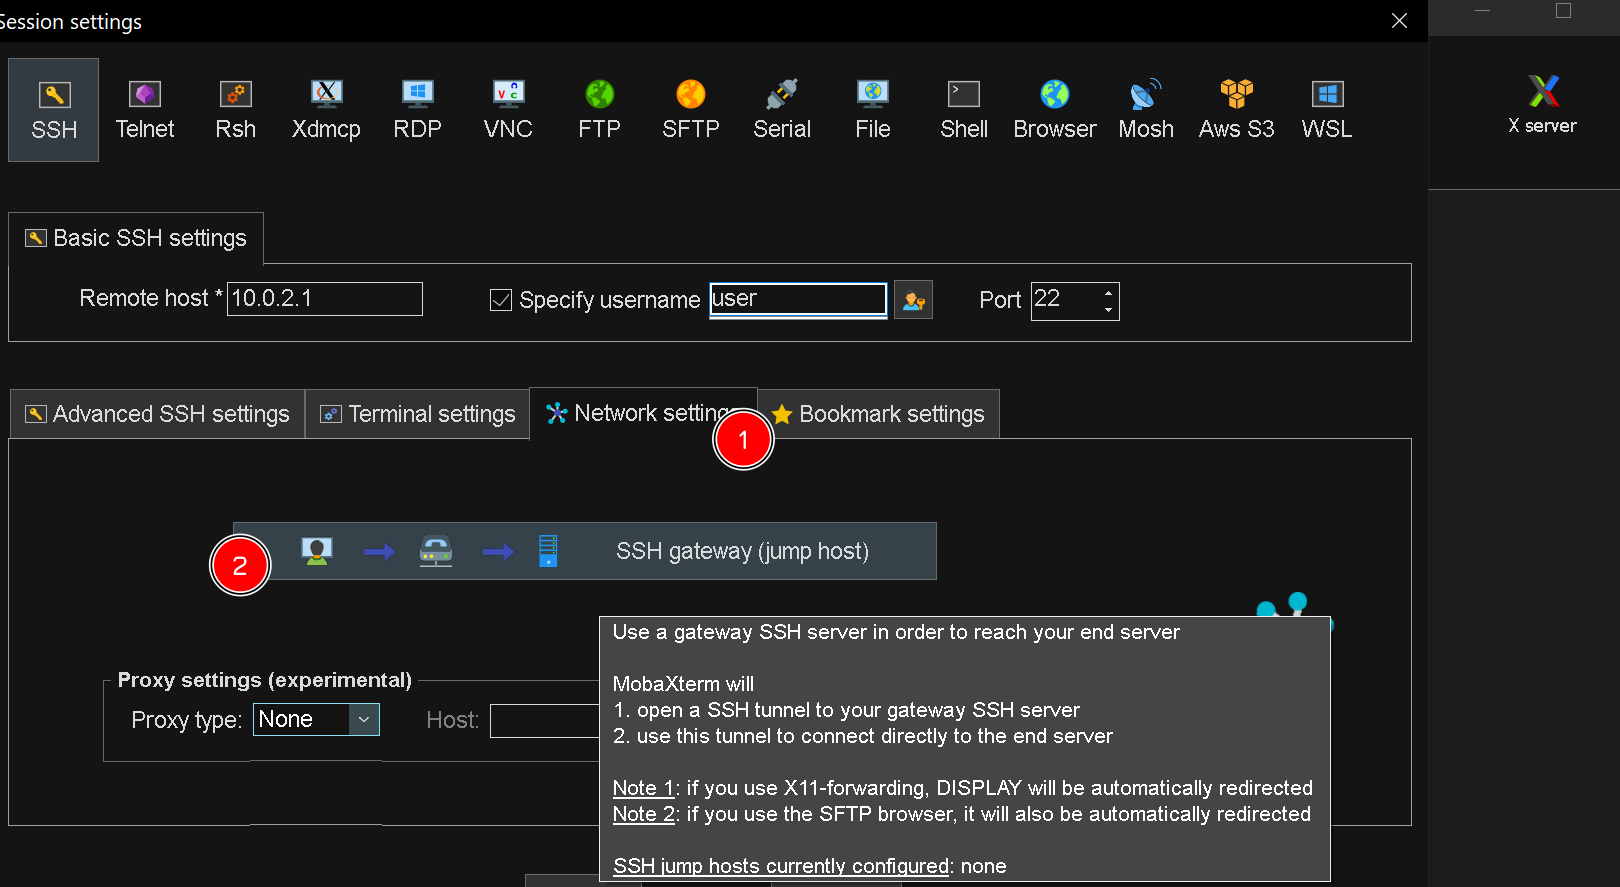 Session settings
SSH
Telnet
Rsh
Xdmcp
RDP
VNC
FTP
SFTP
Serial
File
Shell
Browser
Mosh
Aws S3
WSL
X server
Basic SSH settings
Remote host * 10.0.2.1
Specify username user
Port 22
Advanced SSH settings
Terminal settings
Network settings
Bookmark settings
1
2
SSH gateway (jump host)
Use a gateway SSH server in order to reach your end server
MobaXterm will
1. open a SSH tunnel to your gateway SSH server
2. use this tunnel to connect directly to the end server
Note 1: if you use X11-forwarding, DISPLAY will be automatically redirected
Note 2: if you use the SFTP browser, it will also be automatically redirected
SSH jump hosts currently configured: none
Proxy settings (experimental)
Proxy type: None
Host: